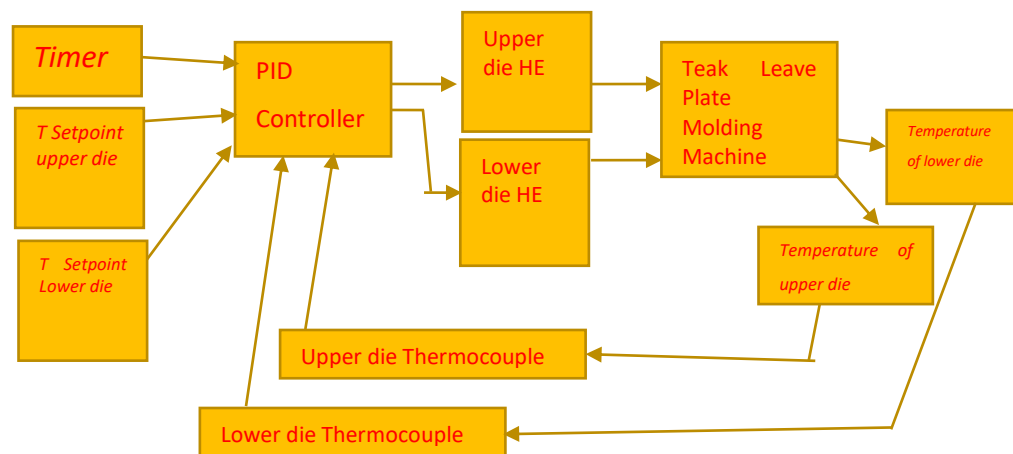 Timer
T Setpoint
upper die
T Setpoint
Lower die
PID
Controller
Upper
die HE
Lower
die HE
Teak Leave
Plate
Molding
Machine
Temperature
of lower die
Temperature of
upper die
Upper die Thermocouple
Lower die Thermocouple